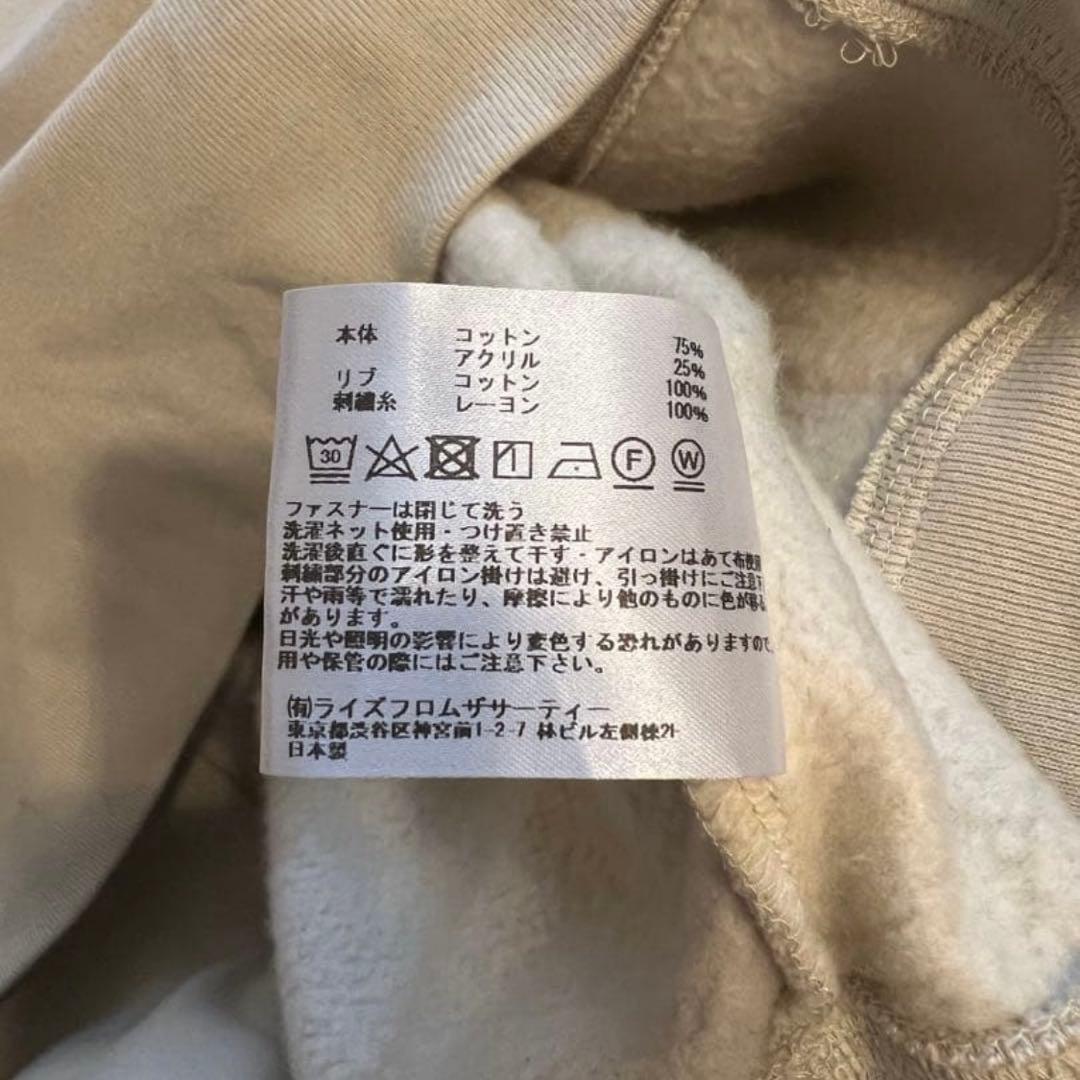 本体 コットン 75%
アクリル 25%
リブ コットン 100%
刺繍糸 レーヨン 100%
30 F W
ファスナーは閉じて洗う
洗濯ネット使用・つけ置き禁止
洗濯後直ぐに形を整えて干す・アイロンはあて布使用
刺繍部分のアイロン掛けは避け、引っ掛けにご注意下
汗や雨等で濡れたり、摩擦により他のものに色が移る
があります。
日光や照明の影響により変色する恐れがありますので、
用や保管の際にはご注意下さい。
㈲ライズフロムザサーティー
東京都渋谷区神宮前1-2-7 林ビル左側棟2F
日本製